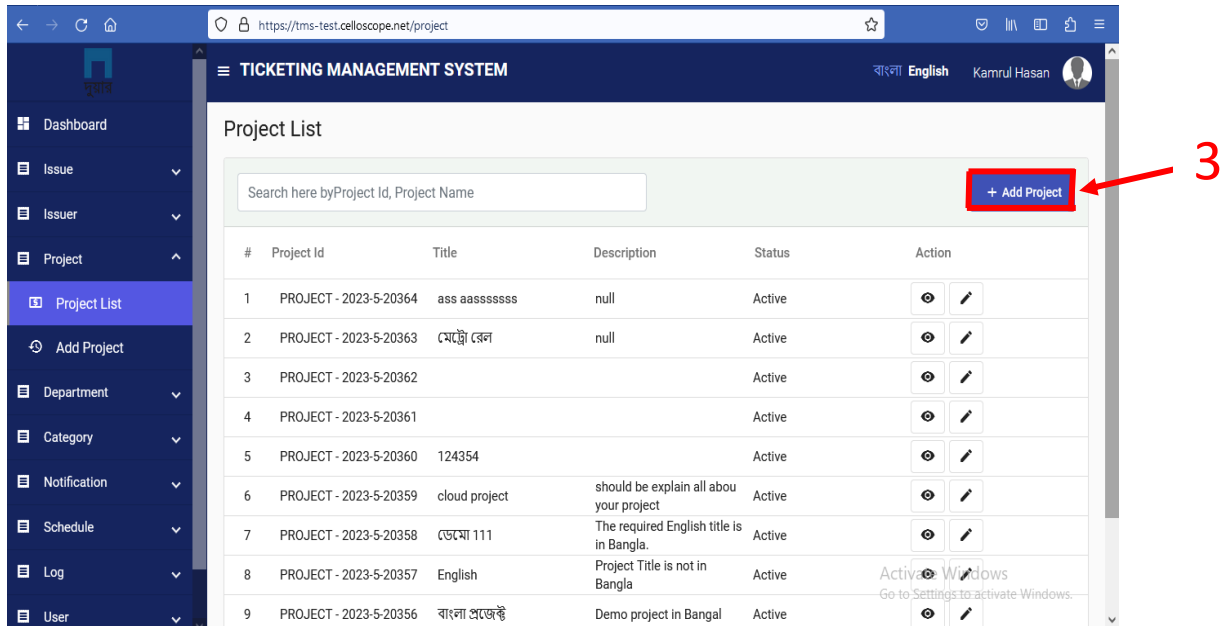 https://tms-test.celloscope.net/project
দুয়ার
TICKETING MANAGEMENT SYSTEM
বাংলা English
Kamrul Hasan
Dashboard
Issue
Issuer
Project
Project List
Add Project
Department
Category
Notification
Schedule
Log
User
Project List
Search here byProject Id, Project Name
+ Add Project
3
# Project Id Title Description Status Action
1 PROJECT - 2023-5-20364 ass aasssssss null Active
2 PROJECT - 2023-5-20363 মেট্রো রেল null Active
3 PROJECT - 2023-5-20362 Active
4 PROJECT - 2023-5-20361 Active
5 PROJECT - 2023-5-20360 124354 Active
6 PROJECT - 2023-5-20359 cloud project should be explain all abou Active
your project
7 PROJECT - 2023-5-20358 ডেমো 111 The required English title is Active
in Bangla.
8 PROJECT - 2023-5-20357 English Project Title is not in Active
Bangla
9 PROJECT - 2023-5-20356 বাংলা প্রজেক্ট Demo project in Bangal Active
Activate Windows
Go to Settings to activate Windows.